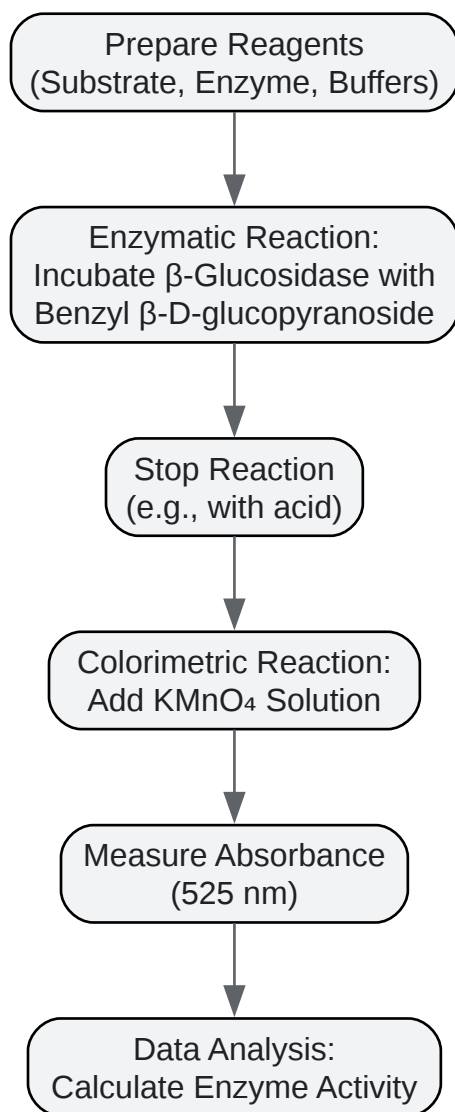 Prepare Reagents
(Substrate, Enzyme, Buffers)
Enzymatic Reaction:
Incubate β-Glucosidase with
Benzyl β-D-glucopyranoside
Stop Reaction
(e.g., with acid)
Colorimetric Reaction:
Add KMnO₄ Solution
Measure Absorbance
(525 nm)
Data Analysis:
Calculate Enzyme Activity